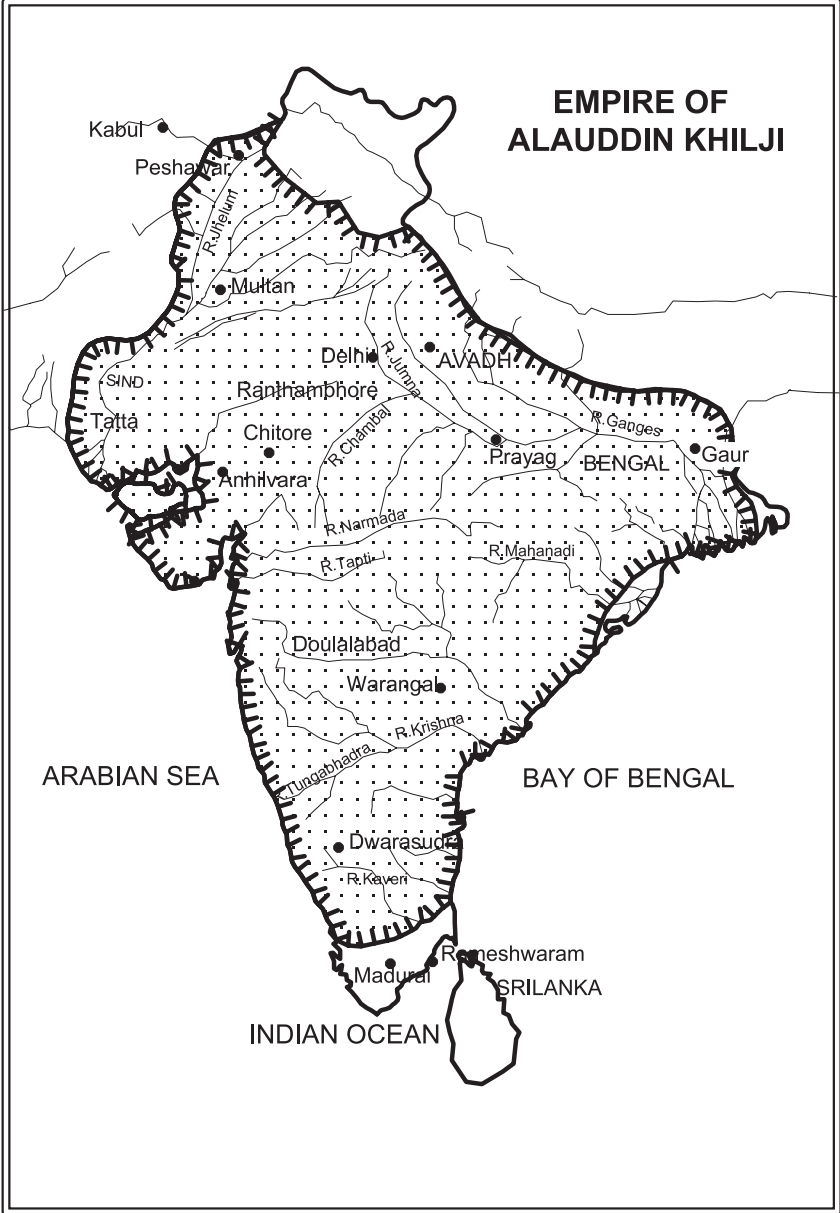 EMPIRE OF
ALAUDDIN KHILJI
Kabul
Peshawar
R.Jhelum
Multan
Delhi
R.Jumna
AVADH
SIND
Ranthambhore
Tatta
Chitore
R.Chambal
R.Ganges
Prayag
BENGAL
Gaur
Anhilvara
R.Narmada
R.Tapti
R.Mahanadi
Doulalabad
Warangal
R.Krishna
R.Tungabhadra
ARABIAN SEA
BAY OF BENGAL
Dwarasudra
R.Kaveri
Rameshwaram
Madurai
SRILANKA
INDIAN OCEAN